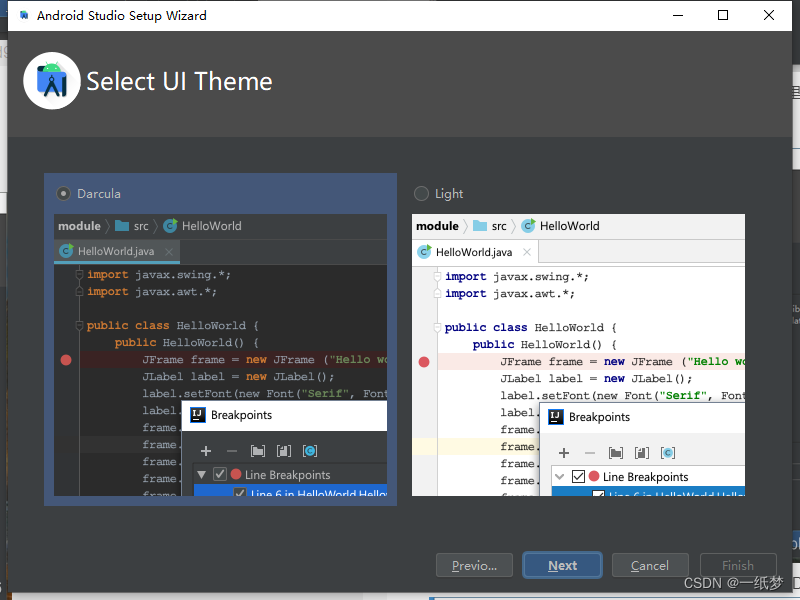 Android Studio Setup Wizard
Select UI Theme
Darcula
module src HelloWorld
HelloWorld.java
import javax.swing.*;
import javax.awt.*;
public class HelloWorld {
public HelloWorld() {
JFrame frame = new JFrame ("Hello wo
JLabel label = new JLabel();
label.setFont(new Font("Serif", Font
label.
frame.
frame.
frame.
frame.
frame.
Breakpoints
Line Breakpoints
Line 6 in HelloWorld.Hello
Light
module src HelloWorld
HelloWorld.java
import javax.swing.*;
import javax.awt.*;
public class HelloWorld {
public HelloWorld() {
JFrame frame = new JFrame ("Hello wo
JLabel label = new JLabel();
label.setFont(new Font("Serif", Font
label.
frame.
frame.
frame.
frame.
frame.
Breakpoints
Line Breakpoints
Line 6 in HelloWorld.Hello
Previo... Next Cancel Finish
CSDN @一纸梦